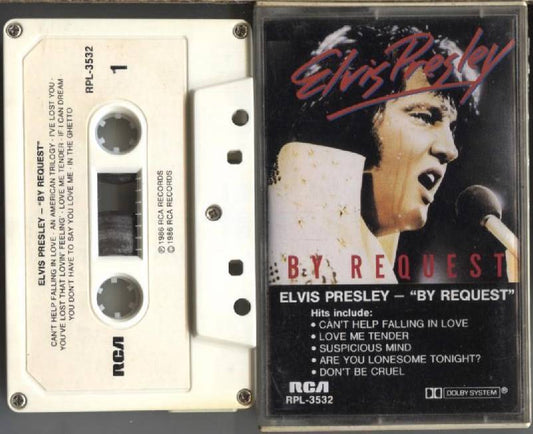 RPL-3532
1
ELVIS PRESLEY – "BY REQUEST"
CAN'T HELP FALLING IN LOVE · AN AMERICAN TRILOGY · I'VE LOST YOU ·
YOU'VE LOST THAT LOVIN' FEELING · LOVE ME TENDER · IF I CAN DREAM
YOU DON'T HAVE TO SAY YOU LOVE ME · IN THE GHETTO
℗ 1986 RCA RECORDS
© 1986 RCA RECORDS
RCA
Elvis Presley
BY REQUEST
ELVIS PRESLEY – "BY REQUEST"
Hits include:
• CAN'T HELP FALLING IN LOVE
• LOVE ME TENDER
• SUSPICIOUS MIND
• ARE YOU LONESOME TONIGHT?
• DON'T BE CRUEL
RCA
RPL-3532
DOLBY SYSTEM ®